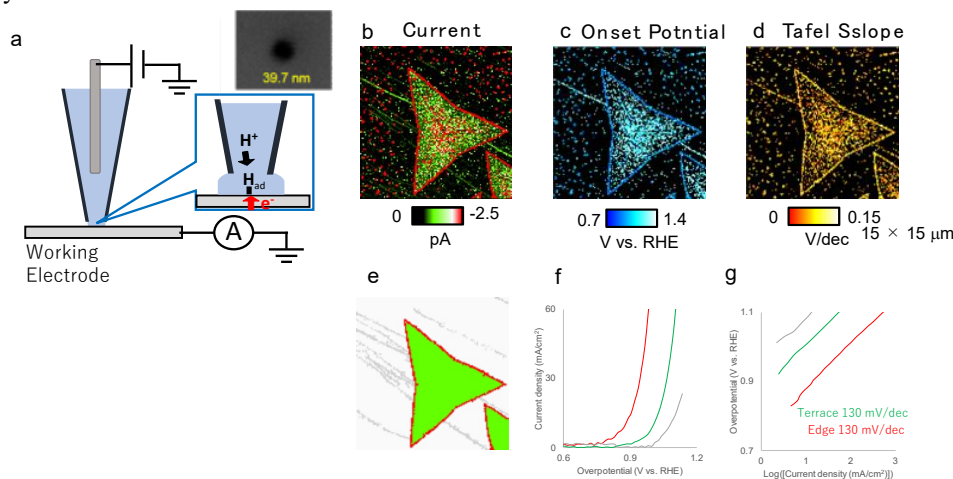 y
a
39.7 nm
H⁺
H_ad
e⁻
A
Working
Electrode
b
Current
0
-2.5
pA
c
Onset Potntial
0.7
1.4
V vs. RHE
d
Tafel Sslope
0
0.15
V/dec
15 × 15 μm
e
f
60
30
0
0.6
0.9
1.2
Current density (mA/cm²)
Overpotential (V vs. RHE)
g
1.1
0.9
0.7
0
1
2
3
Overpotential (V vs. RHE)
Terrace 130 mV/dec
Edge 130 mV/dec
Log([Current density (mA/cm²)])